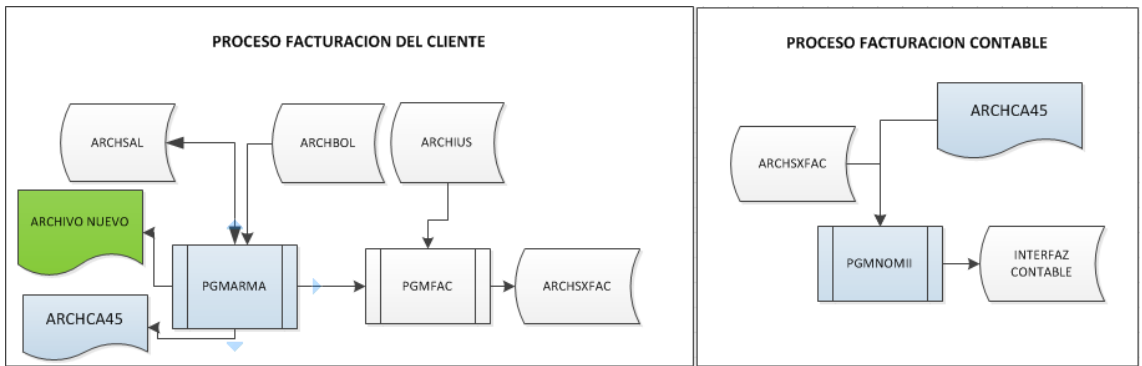 PROCESO FACTURACION DEL CLIENTE
ARCHSAL
ARCHBOL
ARCHIUS
ARCHIVO NUEVO
PGMARMA
PGMFAC
ARCHSXFAC
ARCHCA45
PROCESO FACTURACION CONTABLE
ARCHCA45
ARCHSXFAC
PGMNOMII
INTERFAZ
CONTABLE